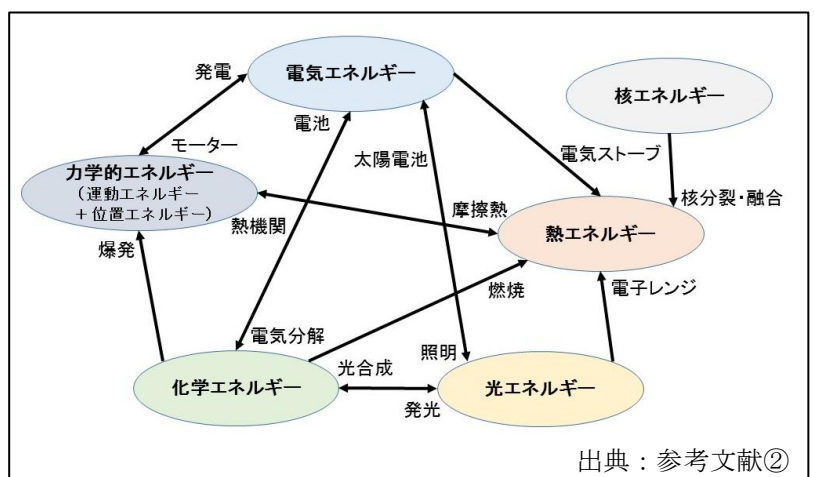 発電
電気エネルギー
核エネルギー
電池
モーター
太陽電池
電気ストーブ
力学的エネルギー
（運動エネルギー
＋位置エネルギー）
摩擦熱
核分裂・融合
熱機関
熱エネルギー
爆発
燃焼
電子レンジ
電気分解
照明
光合成
化学エネルギー
光エネルギー
発光
出典：参考文献②